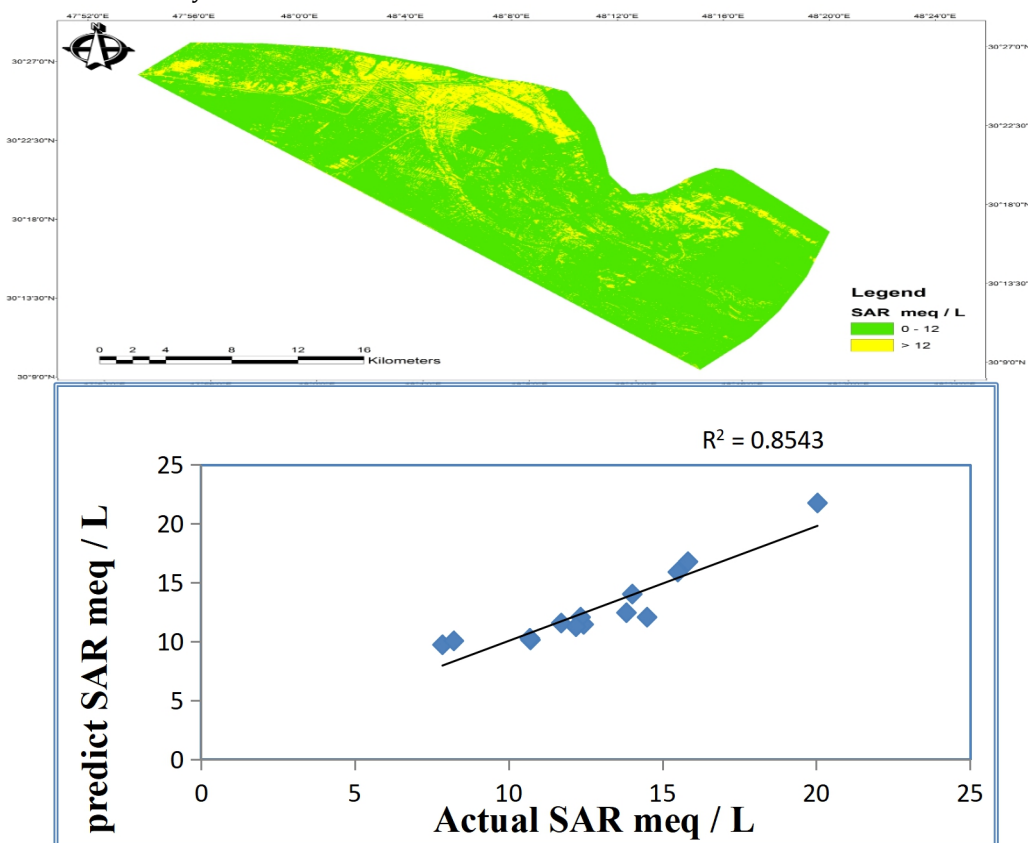 47°52'0"E 47°56'0"E 48°0'0"E 48°4'0"E 48°8'0"E 48°12'0"E 48°16'0"E 48°20'0"E 48°24'0"E
N
30°27'0"N 30°27'0"N
30°22'30"N 30°22'30"N
30°18'0"N 30°18'0"N
30°13'30"N 30°13'30"N
30°9'0"N 30°9'0"N
Legend
SAR meq / L
0 - 12
> 12
0 2 4 8 12 16
Kilometers
R² = 0.8543
predict SAR meq / L
25
20
15
10
5
0
0 5 10 15 20 25
Actual SAR meq / L